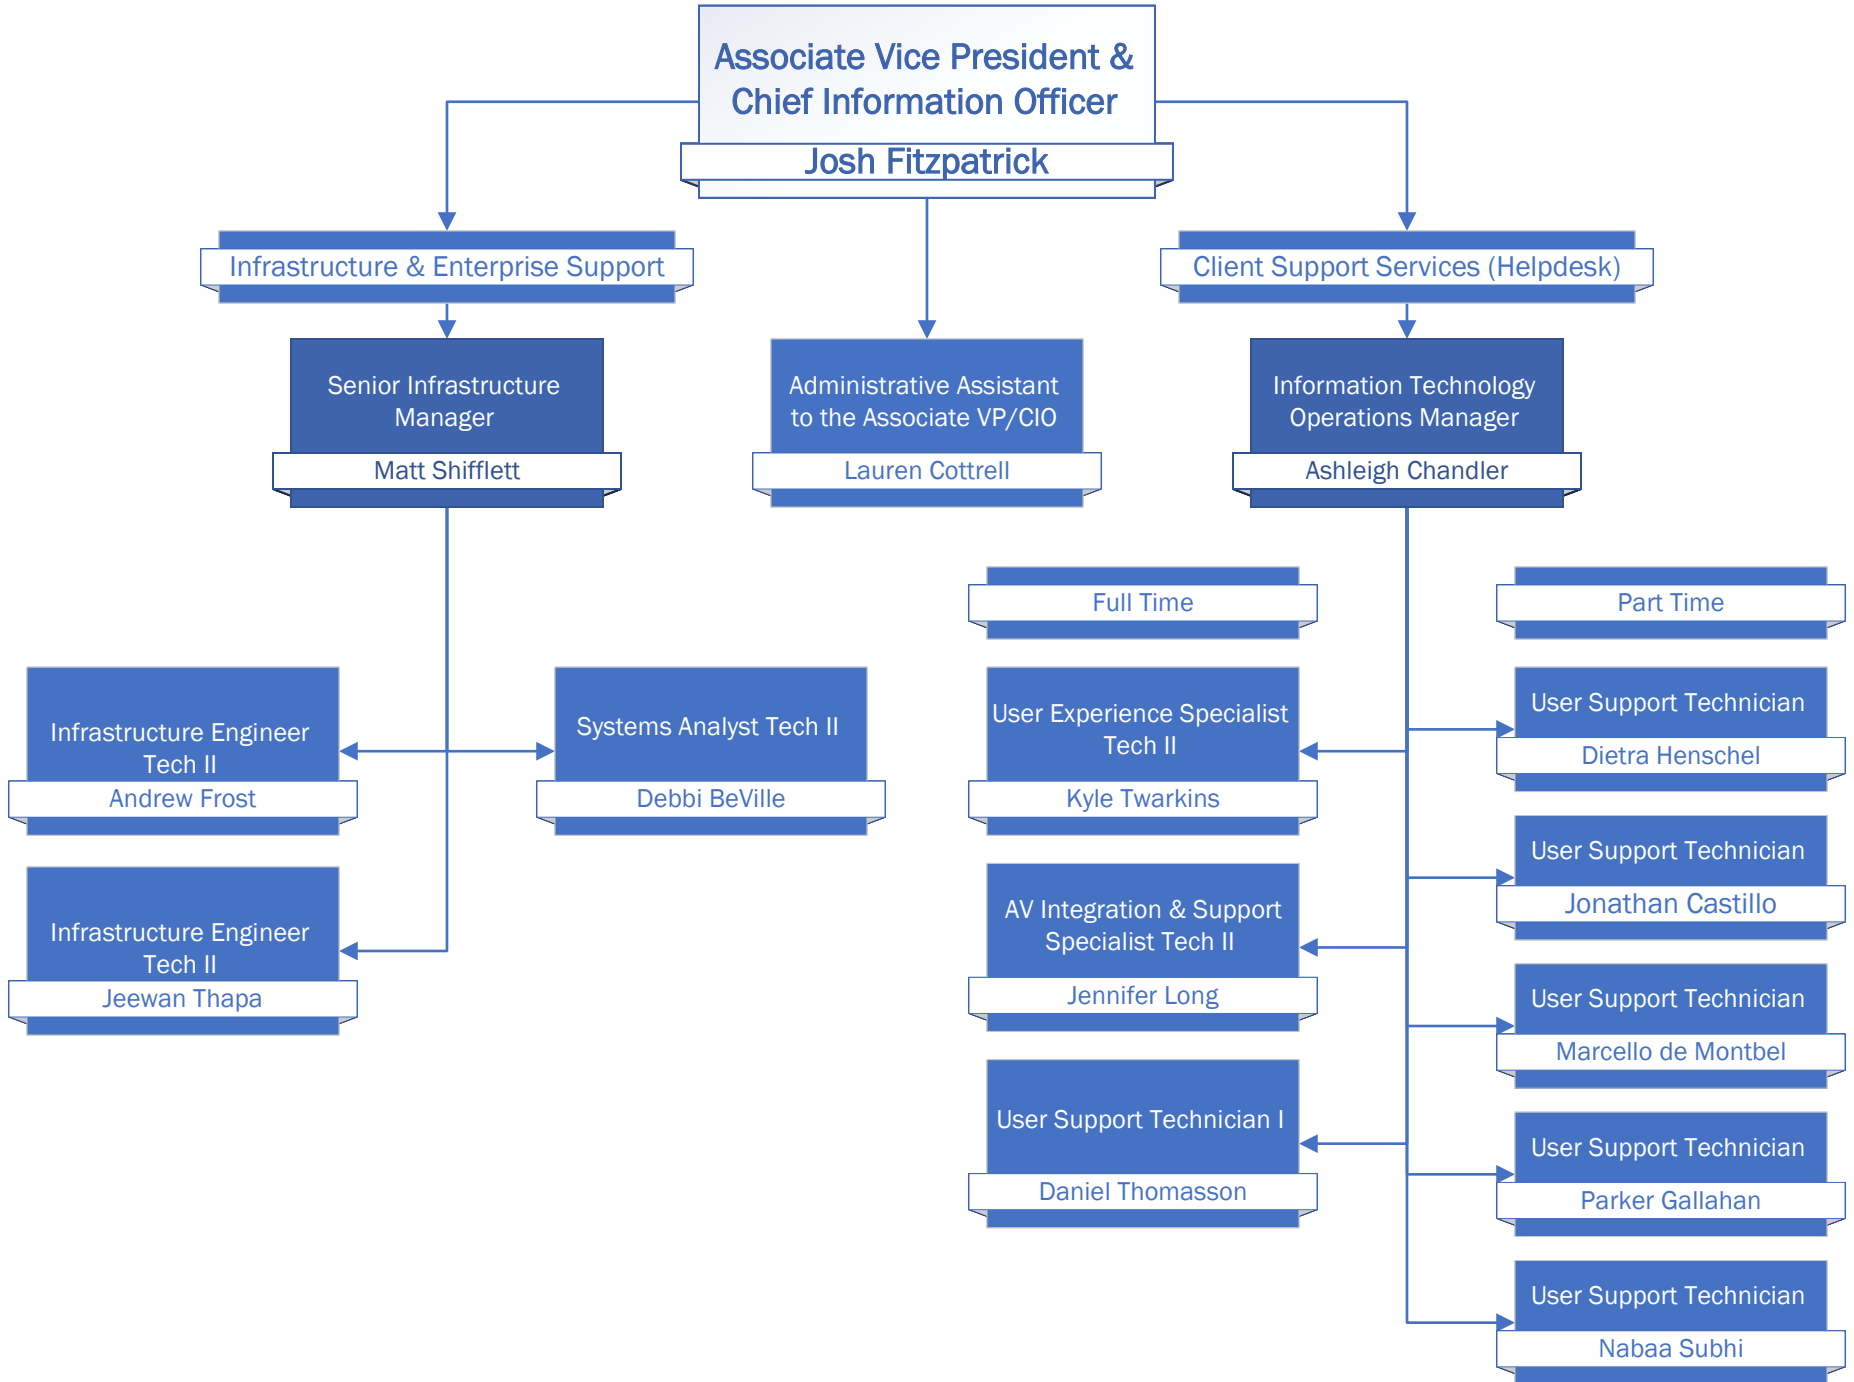 Associate Vice President &
Chief Information Officer
Josh Fitzpatrick
Infrastructure & Enterprise Support
Client Support Services (Helpdesk)
Senior Infrastructure
Manager
Matt Shifflett
Administrative Assistant
to the Associate VP/CIO
Lauren Cottrell
Information Technology
Operations Manager
Ashleigh Chandler
Infrastructure Engineer
Tech II
Andrew Frost
Systems Analyst Tech II
Debbi BeVille
Infrastructure Engineer
Tech II
Jeewan Thapa
Full Time
User Experience Specialist
Tech II
Kyle Twarkins
AV Integration & Support
Specialist Tech II
Jennifer Long
User Support Technician I
Daniel Thomasson
Part Time
User Support Technician
Dietra Henschel
User Support Technician
Jonathan Castillo
User Support Technician
Marcello de Montbel
User Support Technician
Parker Gallahan
User Support Technician
Nabaa Subhi